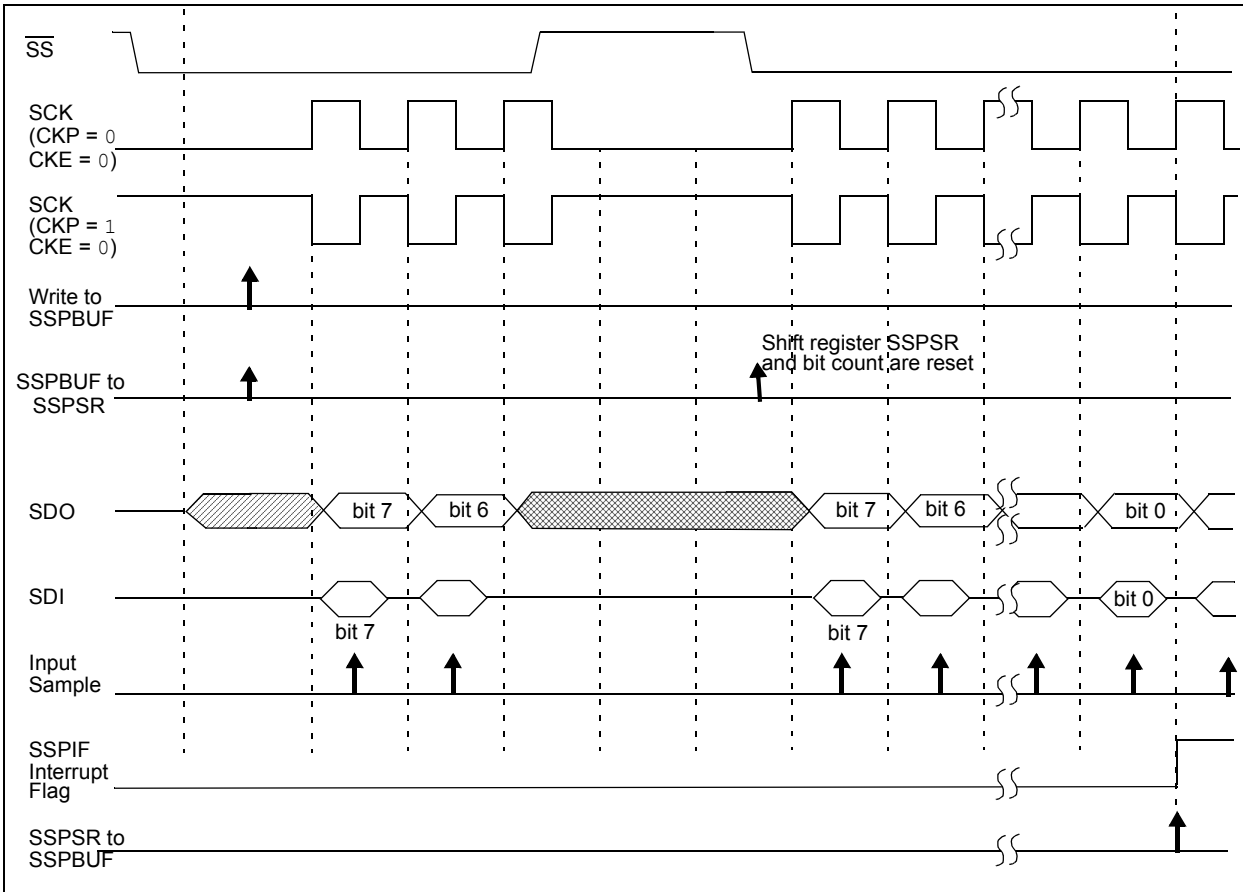 SS
SCK
(CKP = 0
CKE = 0)
SCK
(CKP = 1
CKE = 0)
Write to
SSPBUF
Shift register SSPSR
and bit count are reset
SSPBUF to
SSPSR
SDO
bit 7
bit 6
bit 7
bit 6
bit 0
SDI
bit 0
bit 7
bit 7
Input
Sample
SSPIF
Interrupt
Flag
SSPSR to
SSPBUF